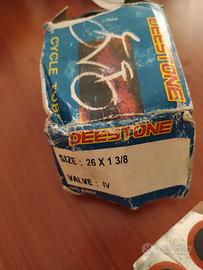 DEESTONE
CYCLE TUBE
DEESTONE
SIZE : 26 X 1 3/8
VALVE : IV